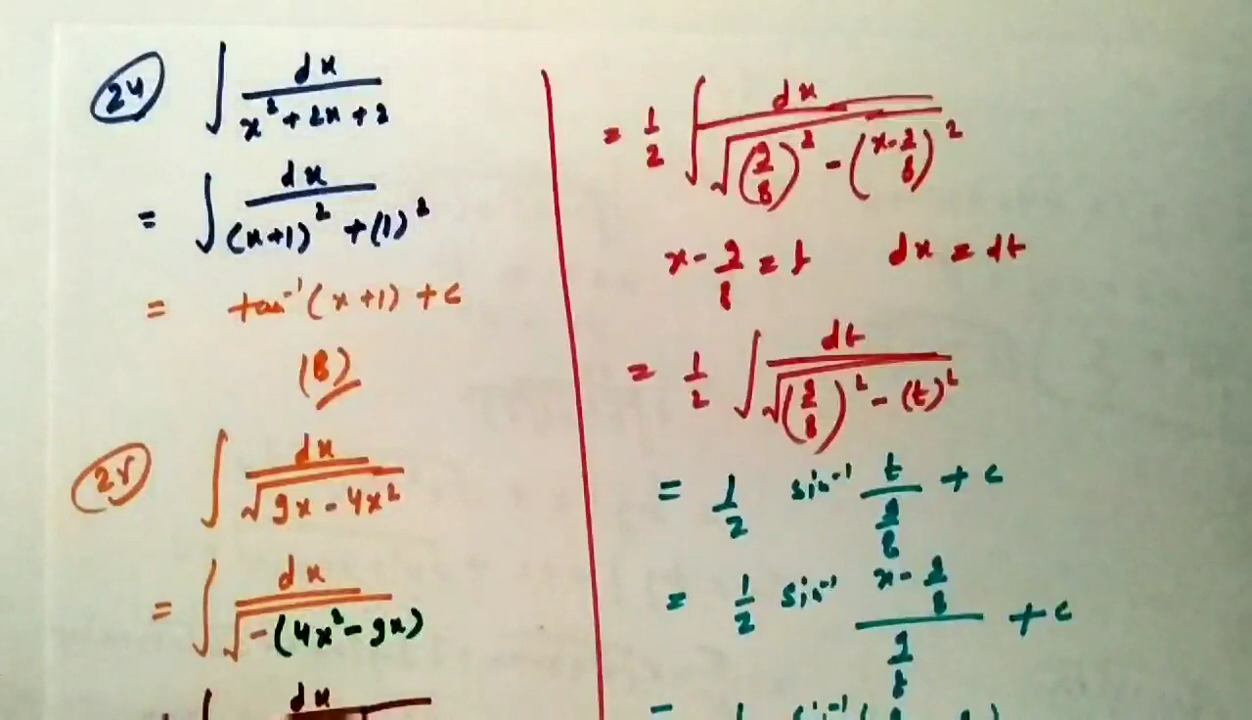 24 ∫ dx / x² + 2x + 2
= ∫ dx / (x+1)² + (1)²
= tan⁻¹(x+1) + c
(B)
25 ∫ dx / √9x - 4x²
= ∫ dx / √-(4x² - 9x)
∫ dx
= 1/2 ∫ dx / √(9/8)² - (x - 9/8)²
x - 9/8 = t dx = dt
= 1/2 ∫ dt / √(9/8)² - (t)²
= 1/2 sin⁻¹ t / 9/8 + c
= 1/2 sin⁻¹ x - 9/8 / 9/8 + c